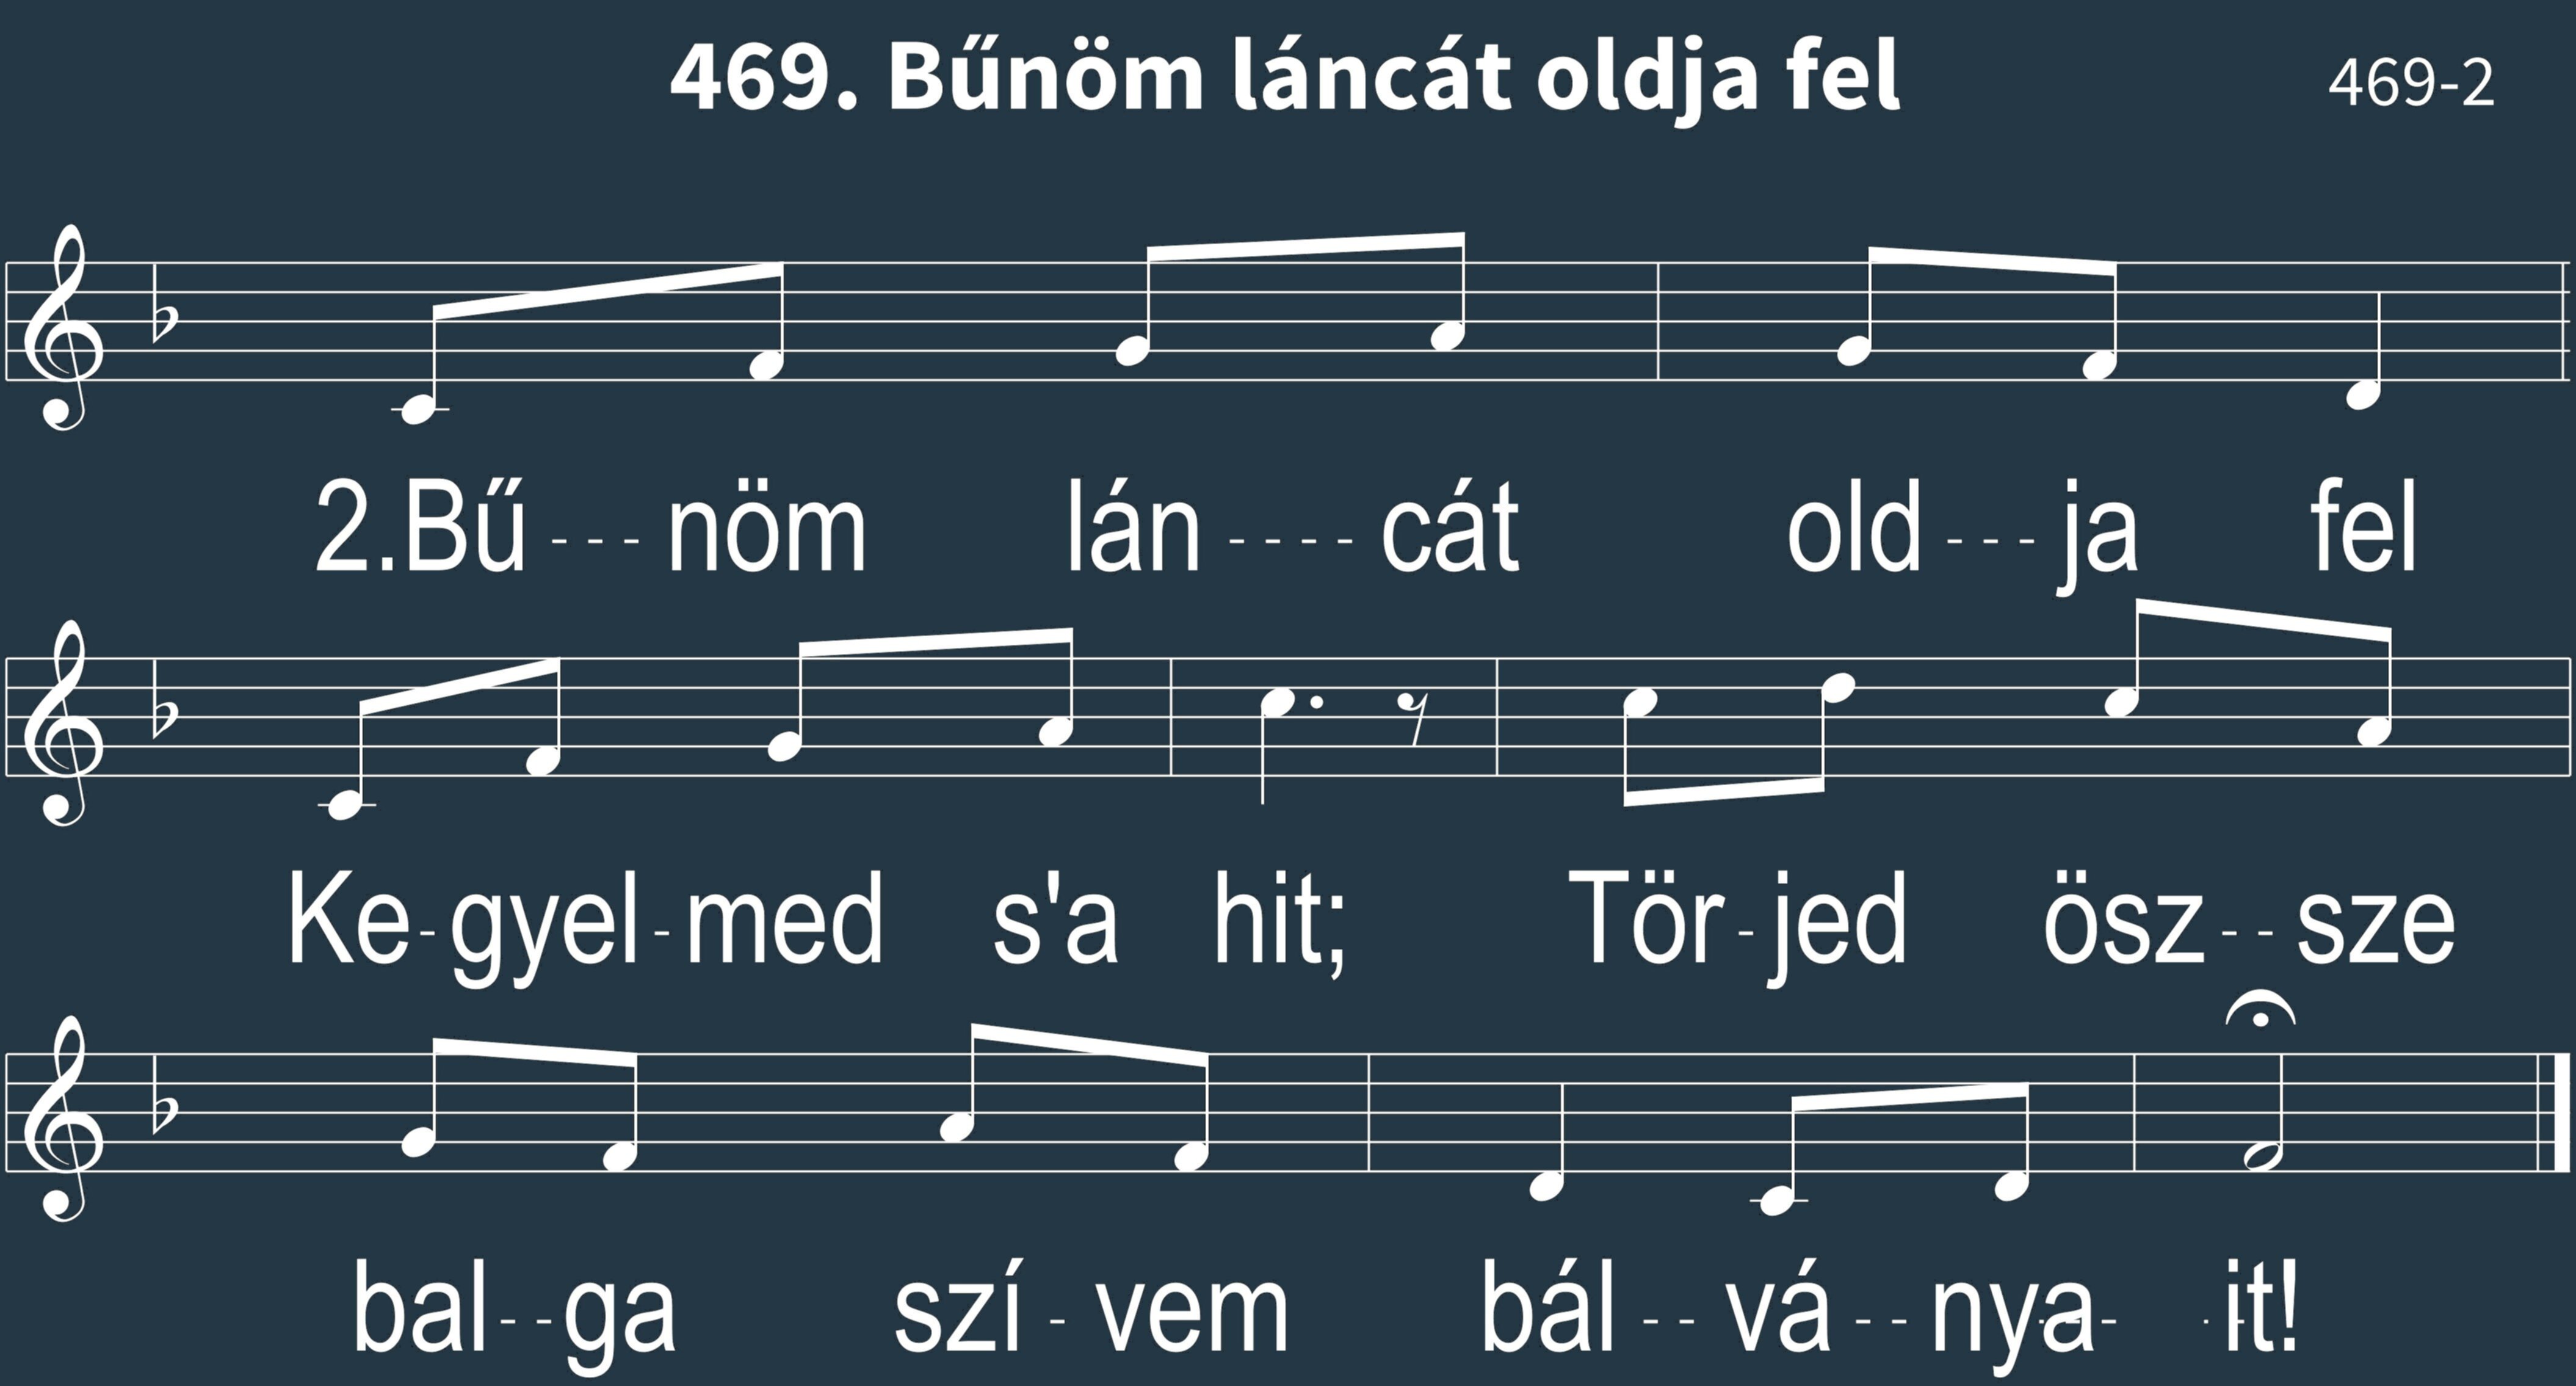 469. Bűnöm láncát oldja fel
469-2
2.Bű---nöm lán----cát old---ja fel
Ke-gyel-med s'a hit; Tör-jed ösz--sze
bal--ga szí-vem bál--vá--nya-- -it!